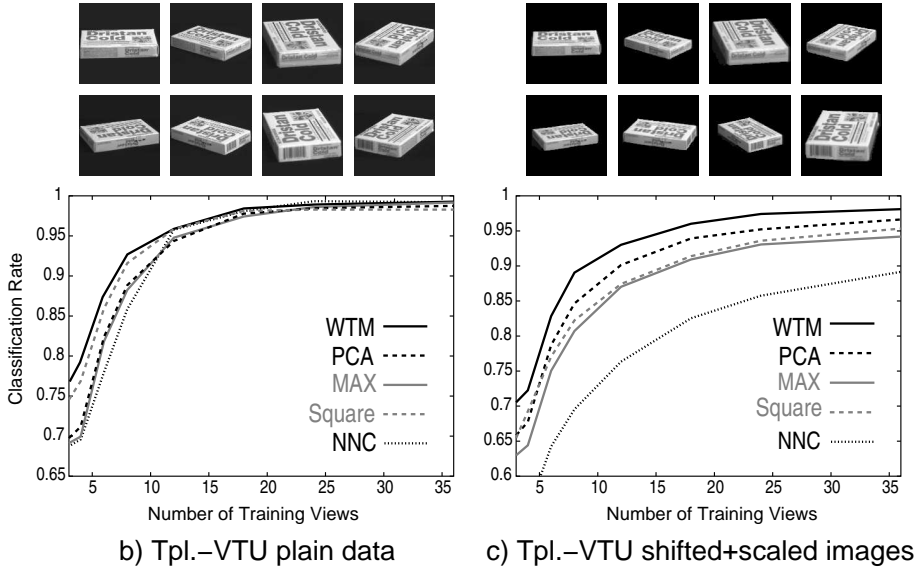 Dristan
Cold
1
0.95
0.9
0.85
0.8
0.75
0.7
0.65
Classification Rate
WTM
PCA
MAX
Square
NNC
5 10 15 20 25 30 35
Number of Training Views
b) Tpl.−VTU plain data
1
0.95
0.9
0.85
0.8
0.75
0.7
0.65
0.6
WTM
PCA
MAX
Square
NNC
5 10 15 20 25 30 35
Number of Training Views
c) Tpl.−VTU shifted+scaled images